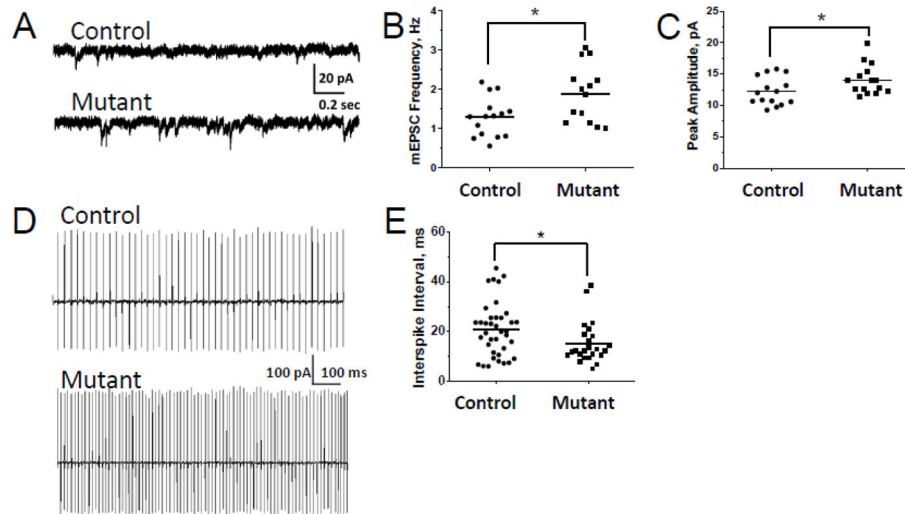 A
Control
20 pA
0.2 sec
Mutant
B
*
mEPSC Frequency, Hz
4
3
2
1
0
Control Mutant
C
*
Peak Amplitude, pA
25
20
15
10
5
0
Control Mutant
D
Control
100 pA 100 ms
Mutant
E
*
Interspike Interval, ms
60
40
20
0
Control Mutant